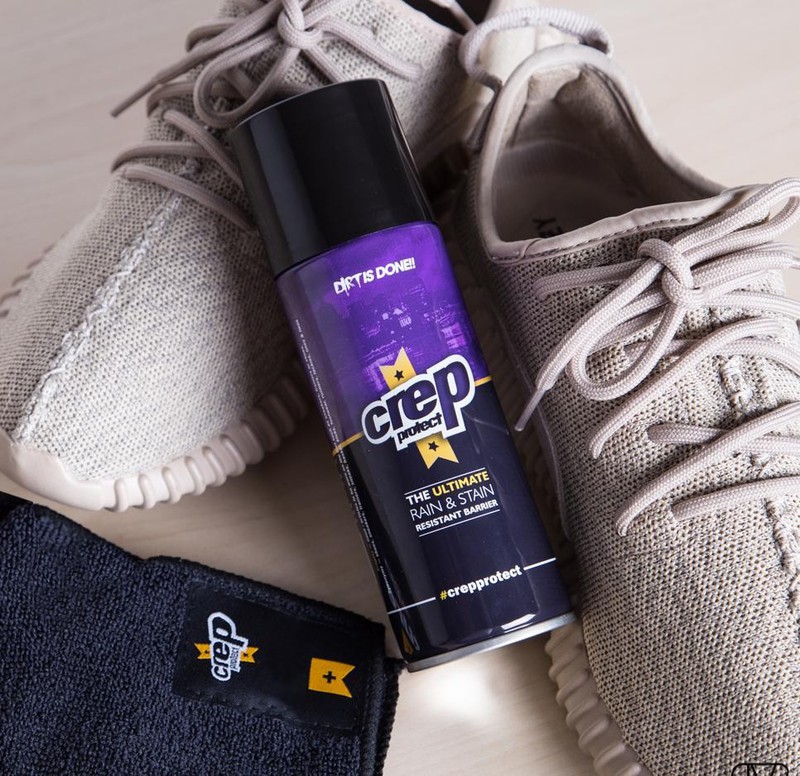 DIRT IS DONE!!
crep
protect
THE ULTIMATE
RAIN & STAIN
RESISTANT BARRIER
#crepprotect
crep
protect